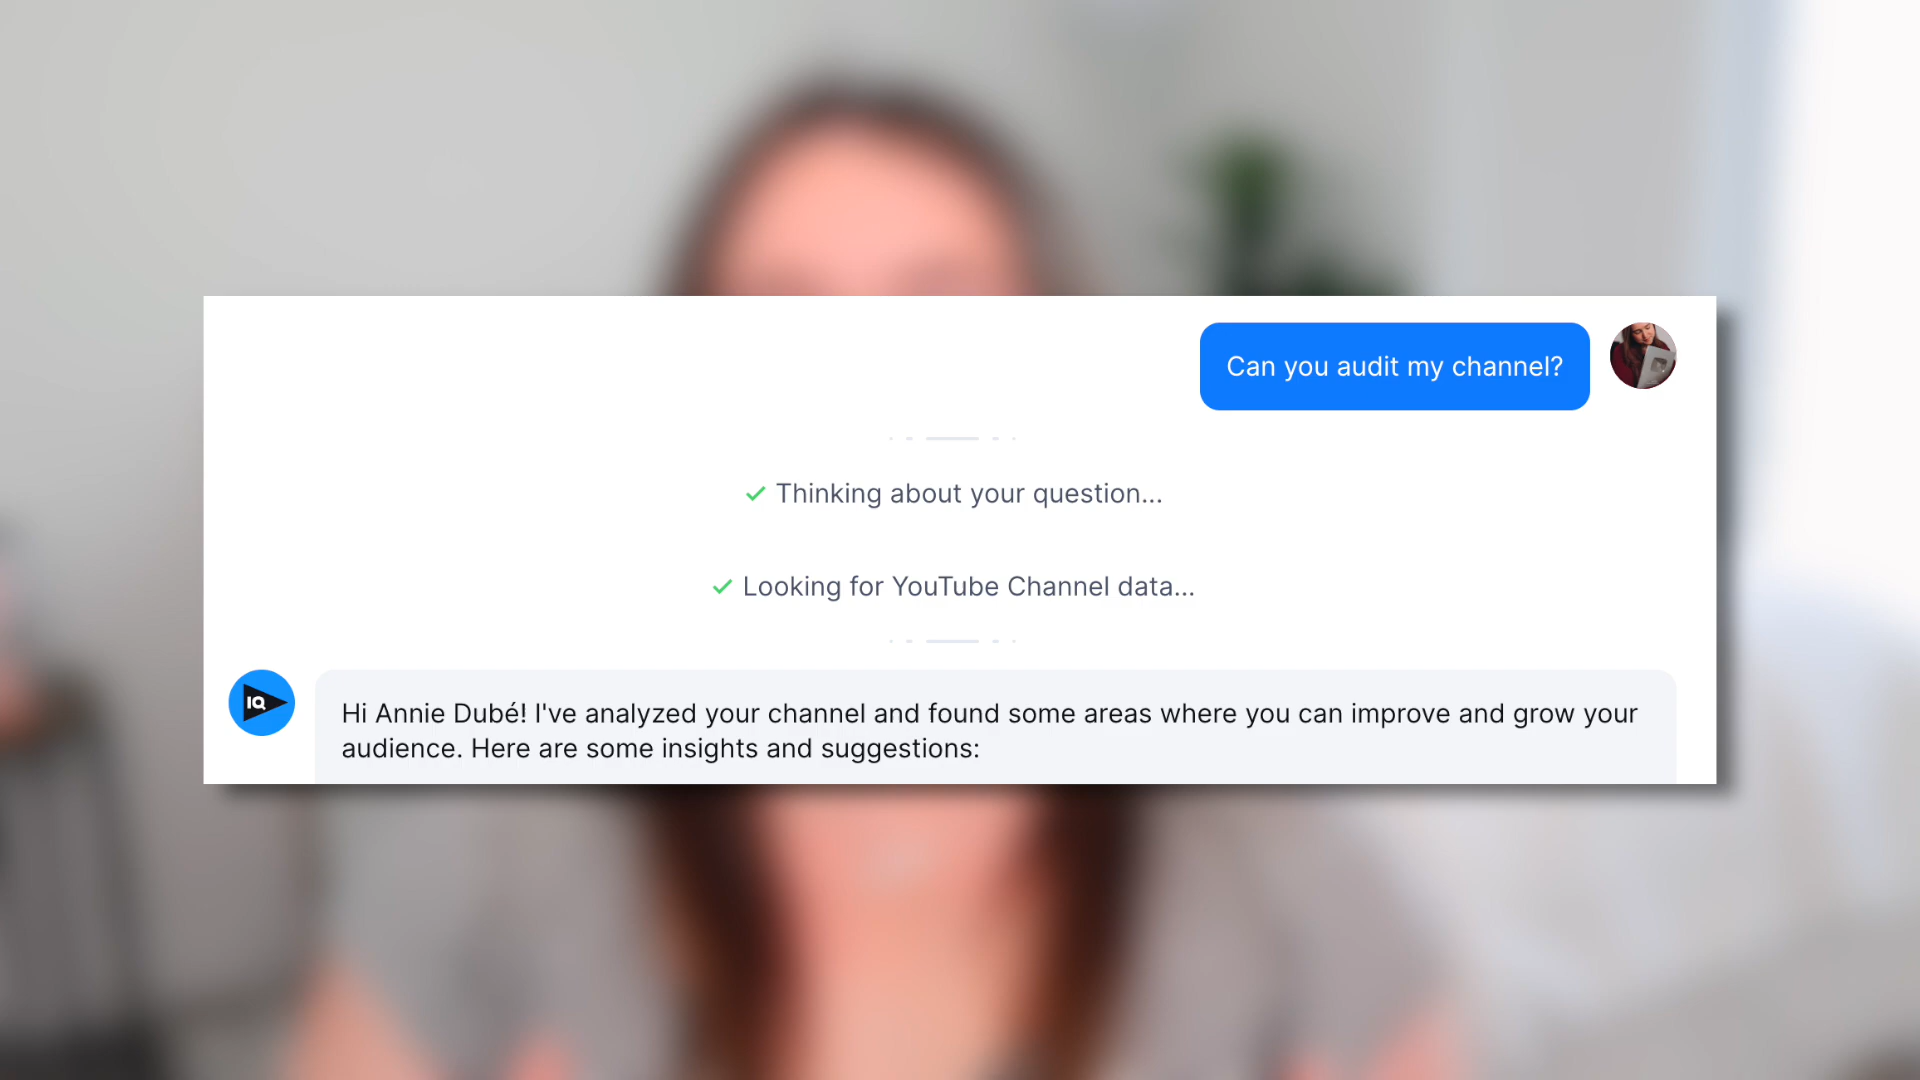 Can you audit my channel?
Thinking about your question...
Looking for YouTube Channel data...
IQ
Hi Annie Dubé! I've analyzed your channel and found some areas where you can improve and grow your
audience. Here are some insights and suggestions: